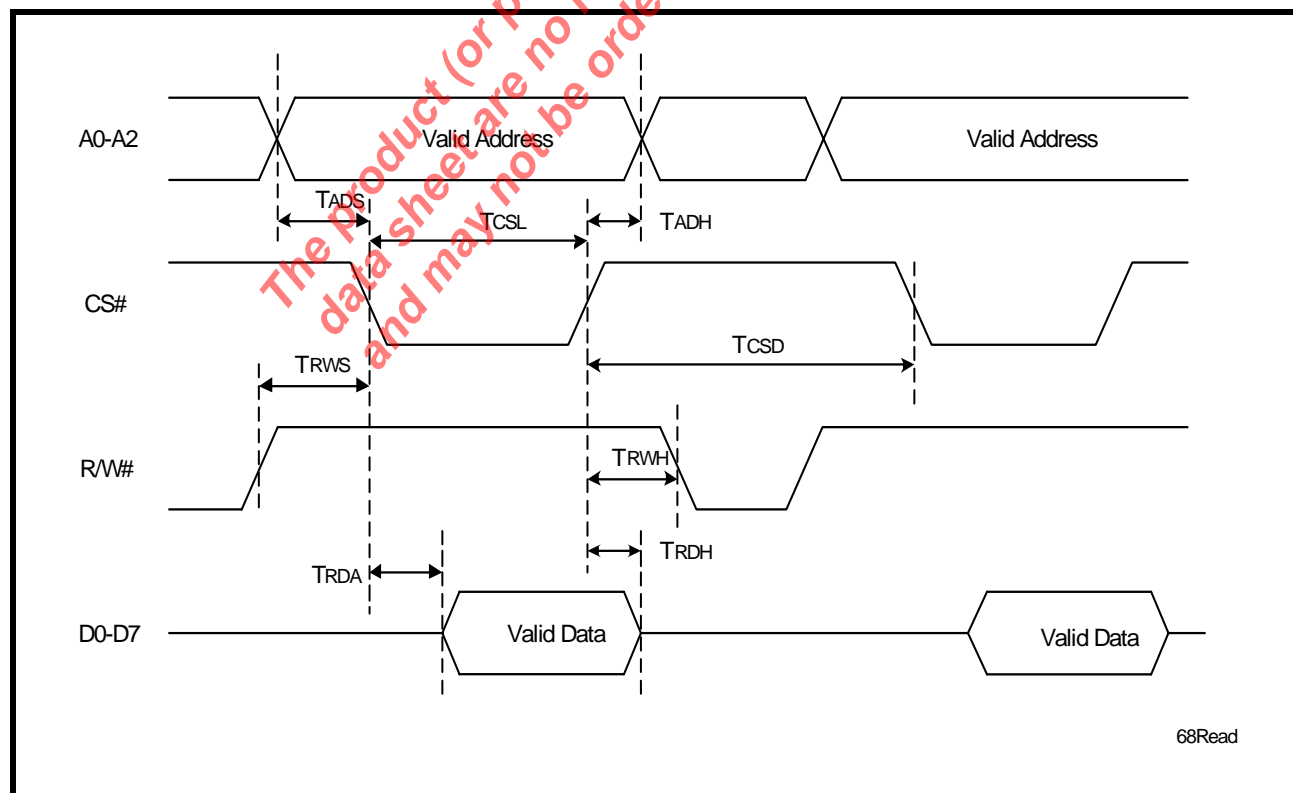 The product (or p
data sheet are no
and may not be orde
A0-A2
Valid Address
Valid Address
TADS
TCSL
TADH
CS#
TCSD
TRWS
R/W#
TRWH
TRDH
TRDA
D0-D7
Valid Data
Valid Data
68Read